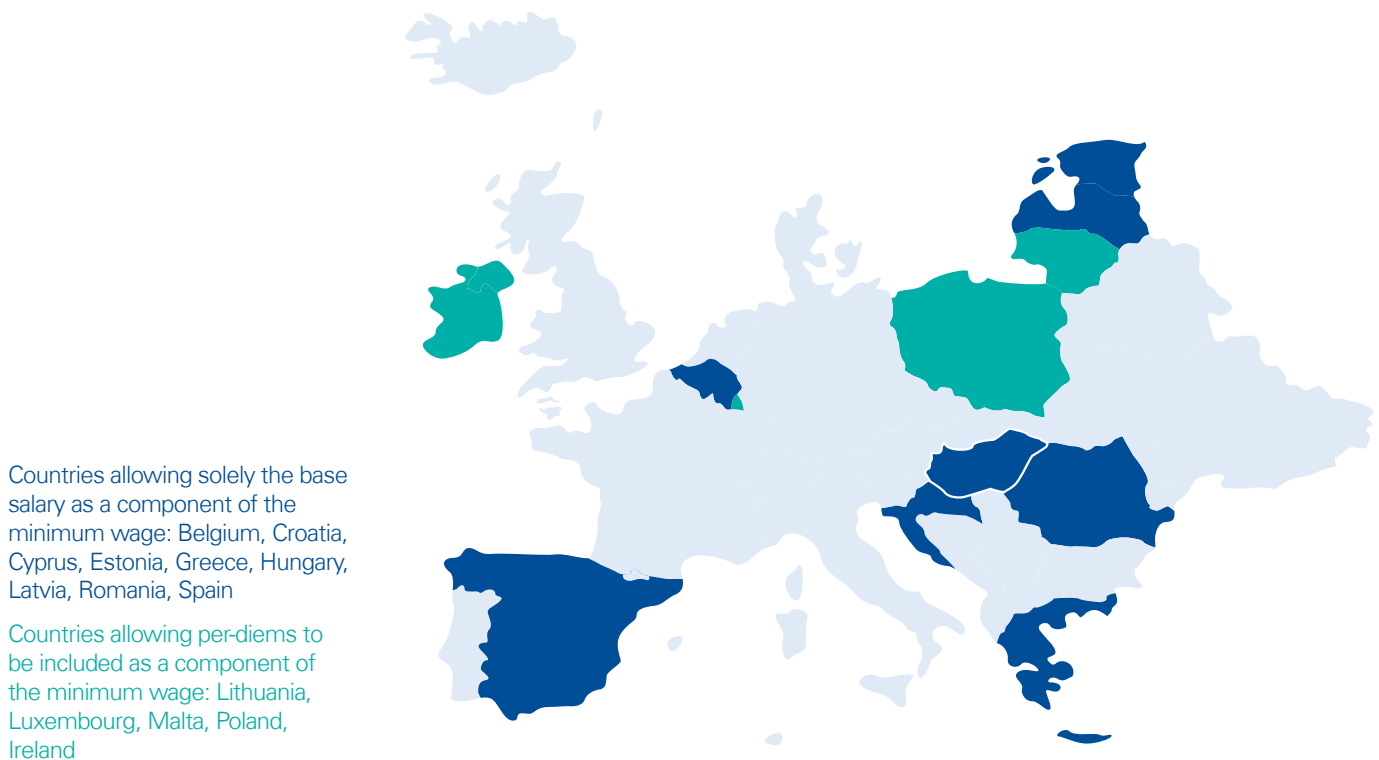 Countries allowing solely the base
salary as a component of the
minimum wage: Belgium, Croatia,
Cyprus, Estonia, Greece, Hungary,
Latvia, Romania, Spain
Countries allowing per-diems to
be included as a component of
the minimum wage: Lithuania,
Luxembourg, Malta, Poland,
Ireland